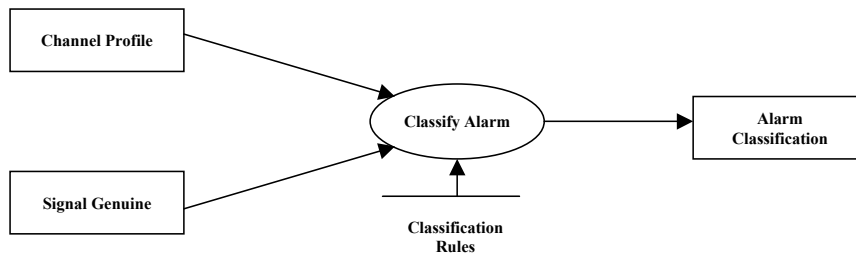 Channel Profile
Classify Alarm
Alarm
Classification
Signal Genuine
Classification
Rules